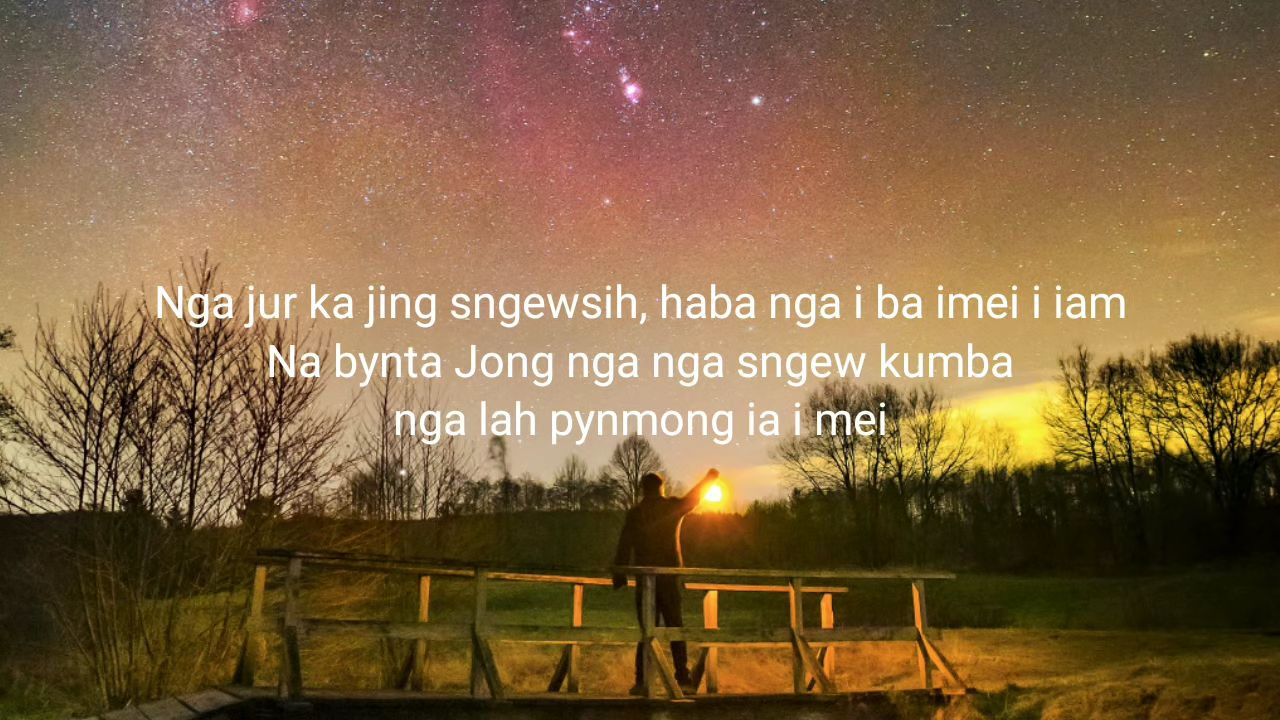 Nga jur ka jing sngewsih, haba nga i ba imei i iam
Na bynta Jong nga nga sngew kumba
nga lah pynmong ia i mei